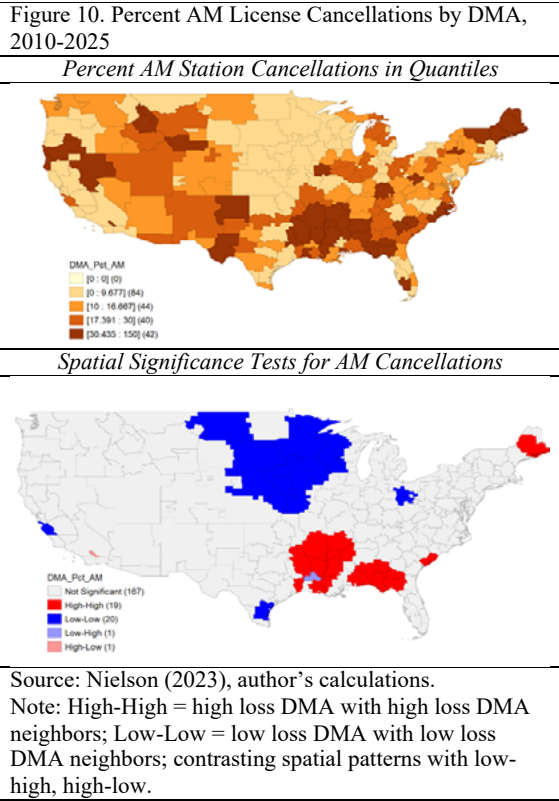 Figure 10. Percent AM License Cancellations by DMA,
2010-2025
Percent AM Station Cancellations in Quantiles
DMA_Pct_AM
[0 : 0] (0)
[0 : 9.677] (84)
[10 : 16.667] (44)
[17.391 : 30] (40)
[30.435 : 150] (42)
Spatial Significance Tests for AM Cancellations
DMA_Pct_AM
Not Significant (167)
High-High (19)
Low-Low (20)
Low-High (1)
High-Low (1)
Source: Nielson (2023), author's calculations.
Note: High-High = high loss DMA with high loss DMA
neighbors; Low-Low = low loss DMA with low loss
DMA neighbors; contrasting spatial patterns with low-
high, high-low.